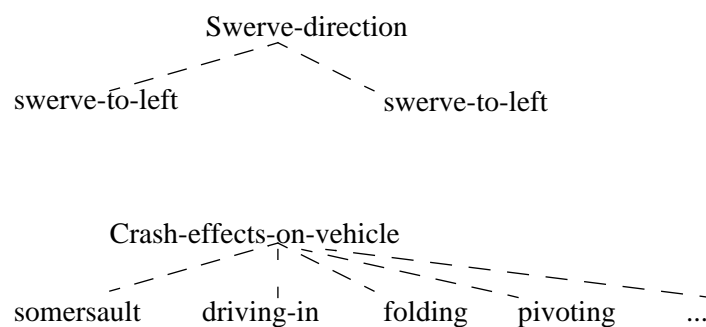 Swerve-direction
swerve-to-left swerve-to-left
Crash-effects-on-vehicle
somersault driving-in folding pivoting ...